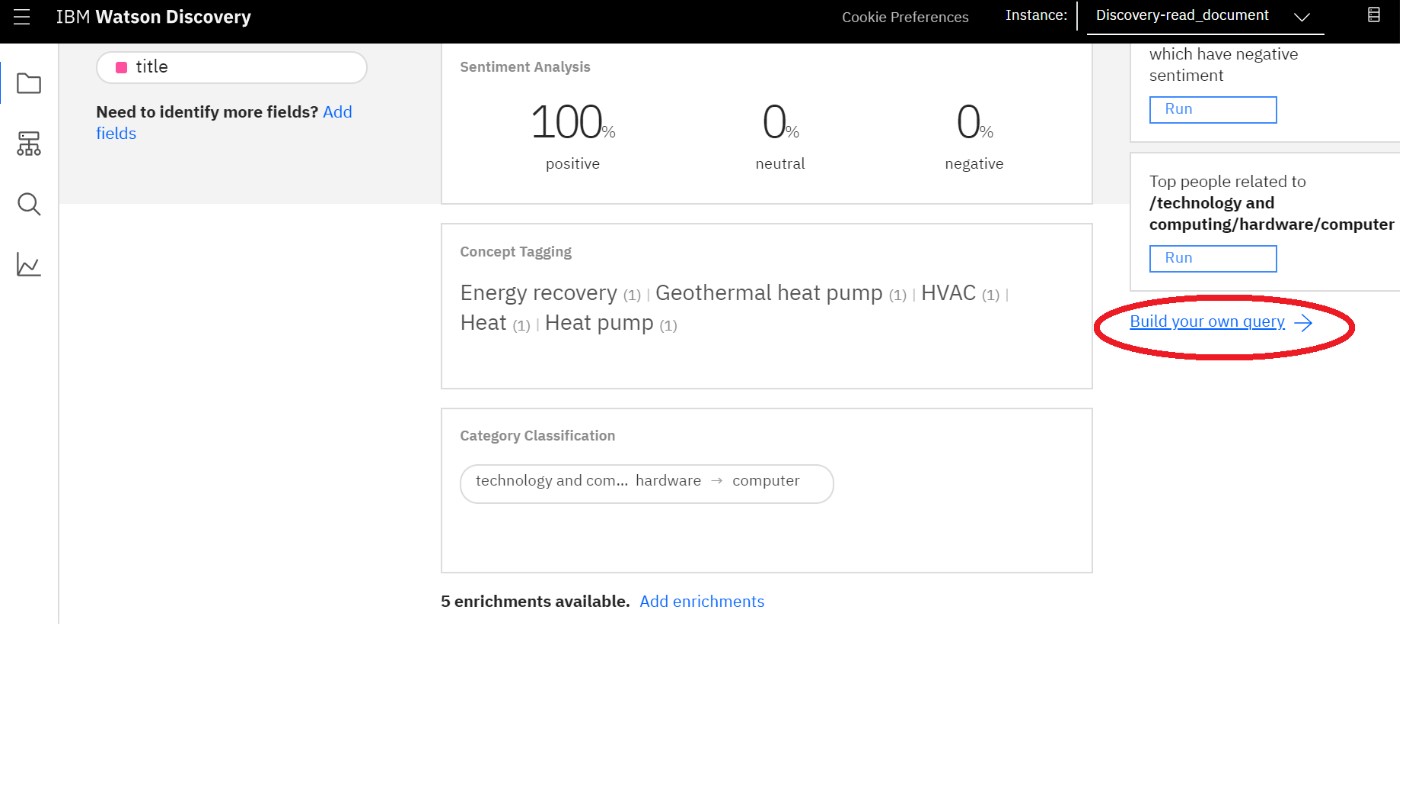 IBM Watson Discovery
Cookie Preferences
Instance:
Discovery-read_document
title
Need to identify more fields? Add
fields
Sentiment Analysis
100%
positive
0%
neutral
0%
negative
Concept Tagging
Energy recovery (1) | Geothermal heat pump (1) | HVAC (1) |
Heat (1) | Heat pump (1)
Category Classification
technology and com... hardware → computer
5 enrichments available. Add enrichments
which have negative
sentiment
Run
Top people related to
/technology and
computing/hardware/computer
Run
Build your own query →